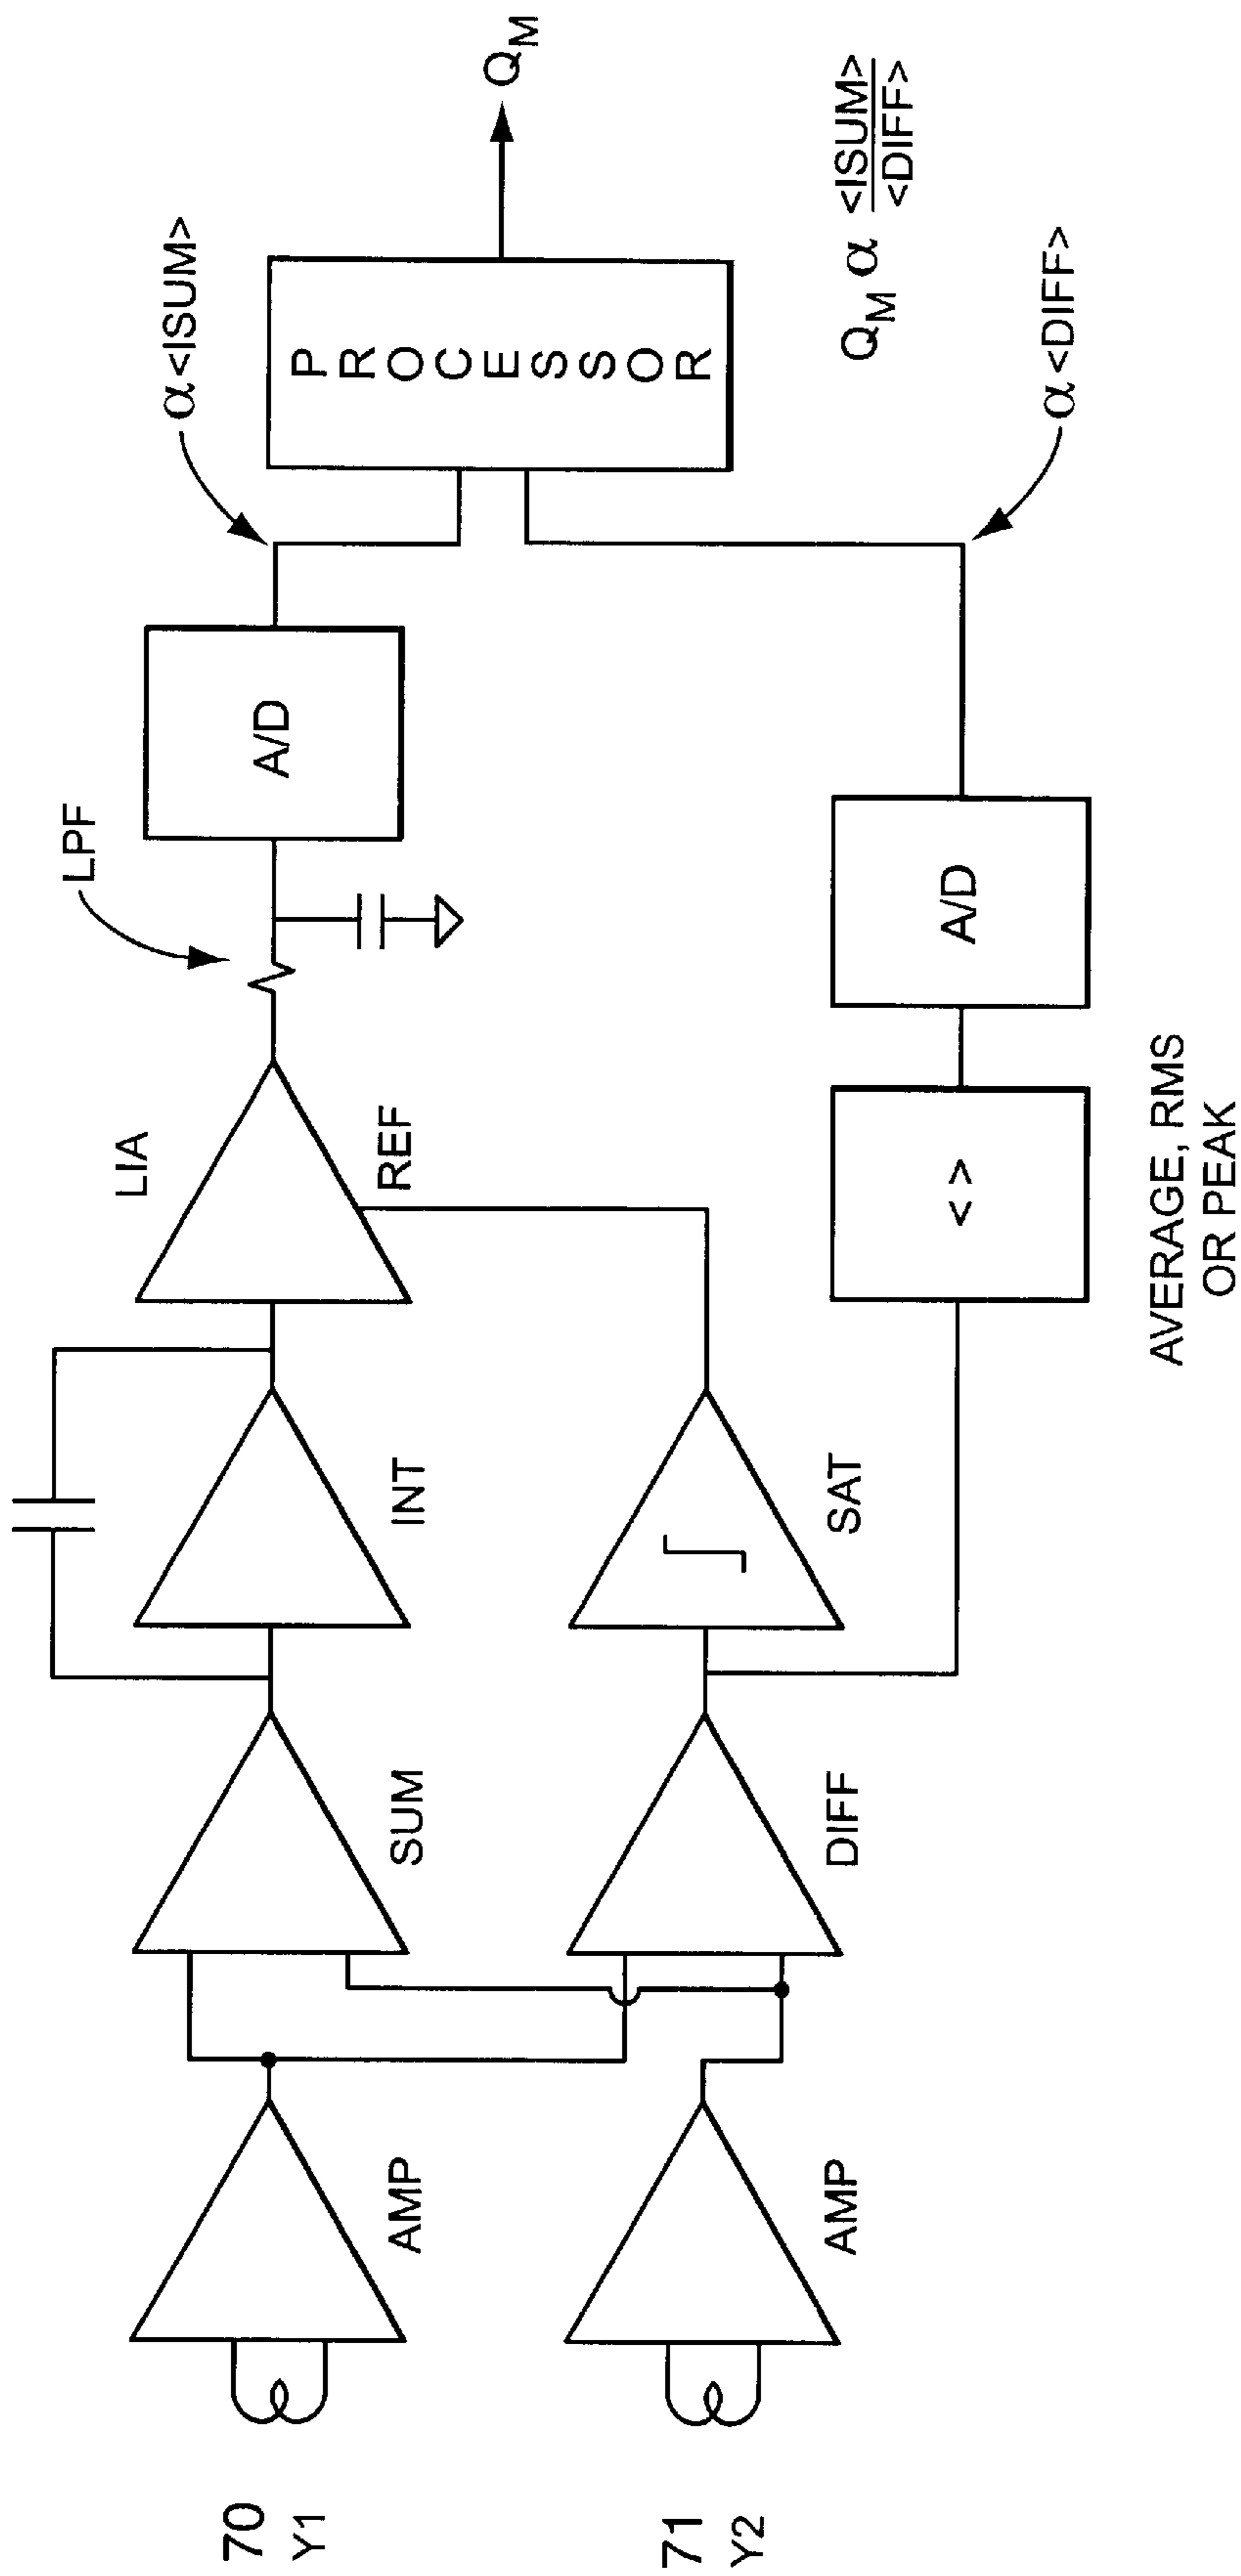 70
Y1
71
Y2
AMP
AMP
SUM
DIFF
INT
SAT
LIA
REF
LPF
A/D
< >
AVERAGE, RMS
OR PEAK
A/D
α <ISUM>
α <DIFF>
PROCESSOR
Q_M
Q_M α <ISUM>
<DIFF>